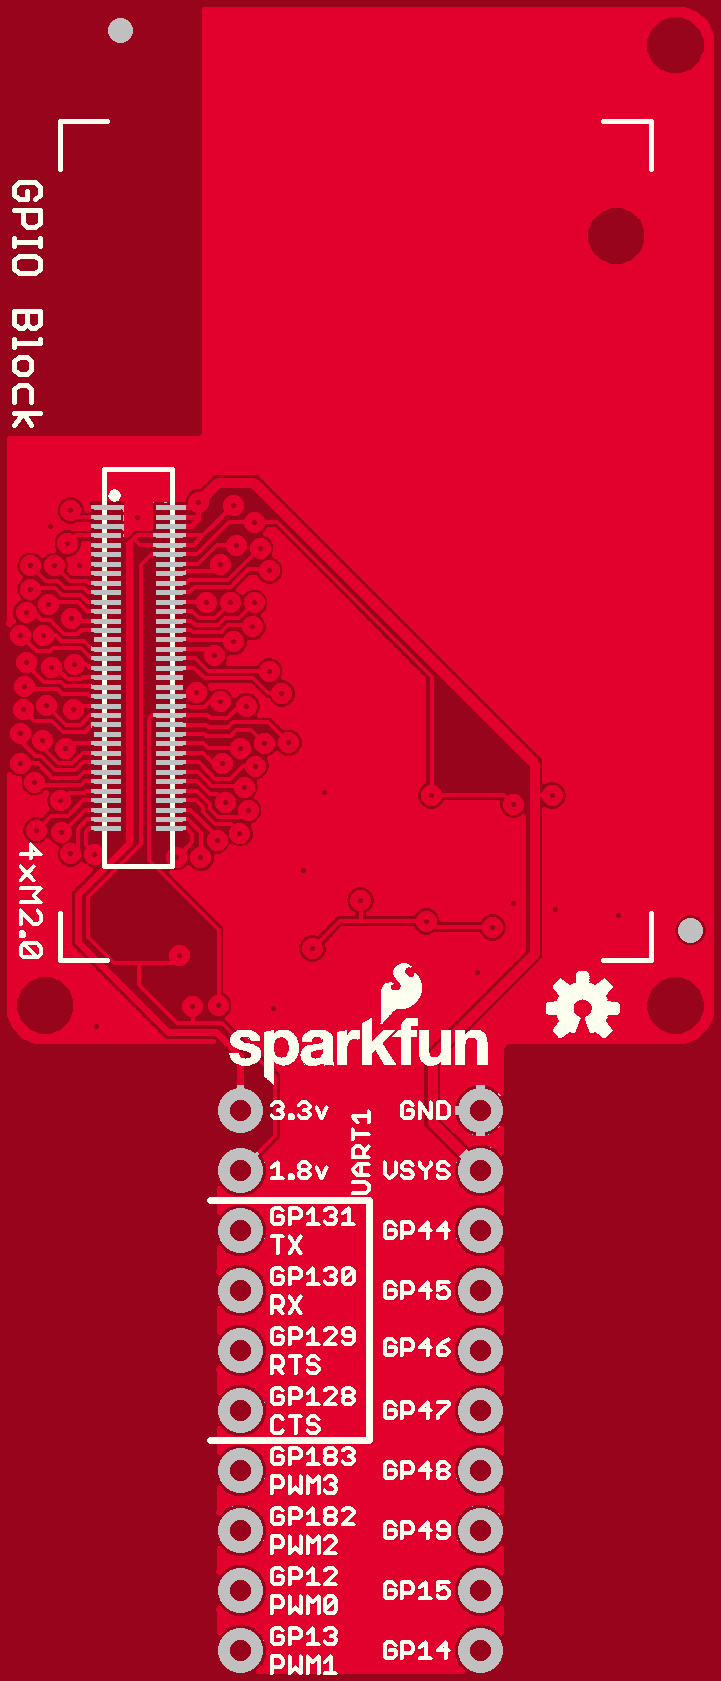 GPIO Block
4xM2.0
sparkfun
3.3v GND
1.8v VSYS
UART1
GP131 GP44
TX
GP130 GP45
RX
GP129 GP46
RTS
GP128 GP47
CTS
GP183 GP48
PWM3
GP182 GP49
PWM2
GP12 GP15
PWM0
GP13 GP14
PWM1